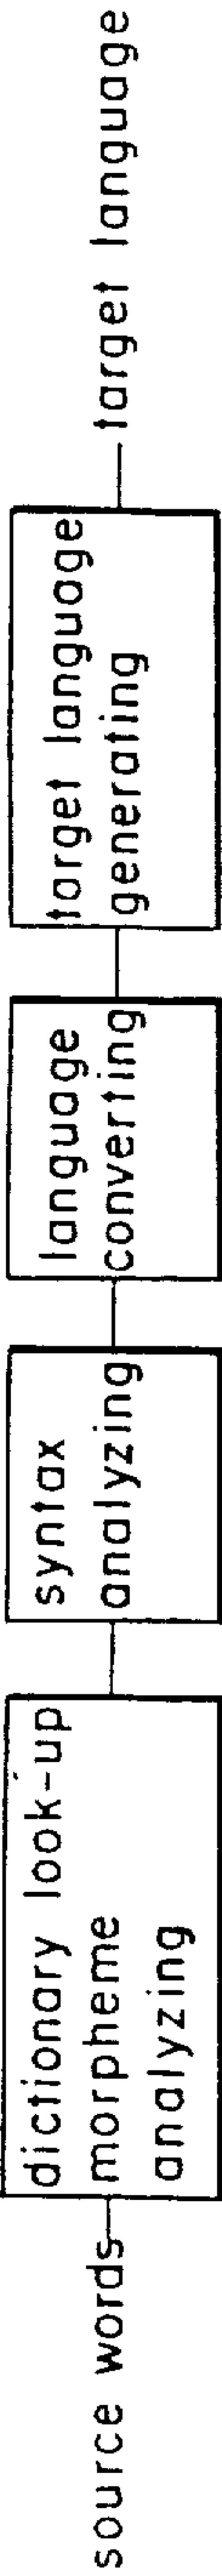 source words
dictionary look-up
morpheme
analyzing
syntax
analyzing
language
converting
target language
generating
target language